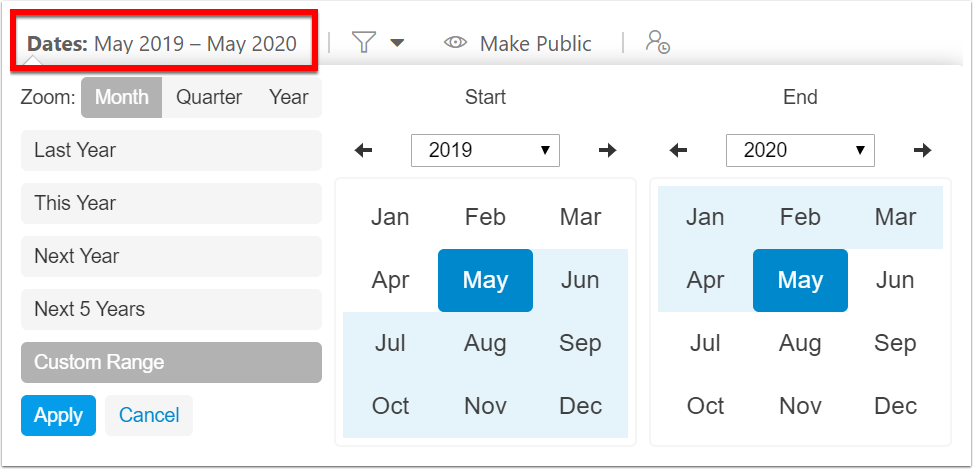 Dates: May 2019 – May 2020
Make Public
Zoom: Month Quarter Year
Last Year
This Year
Next Year
Next 5 Years
Custom Range
Apply Cancel
Start
2019
Jan Feb Mar
Apr May Jun
Jul Aug Sep
Oct Nov Dec
End
2020
Jan Feb Mar
Apr May Jun
Jul Aug Sep
Oct Nov Dec